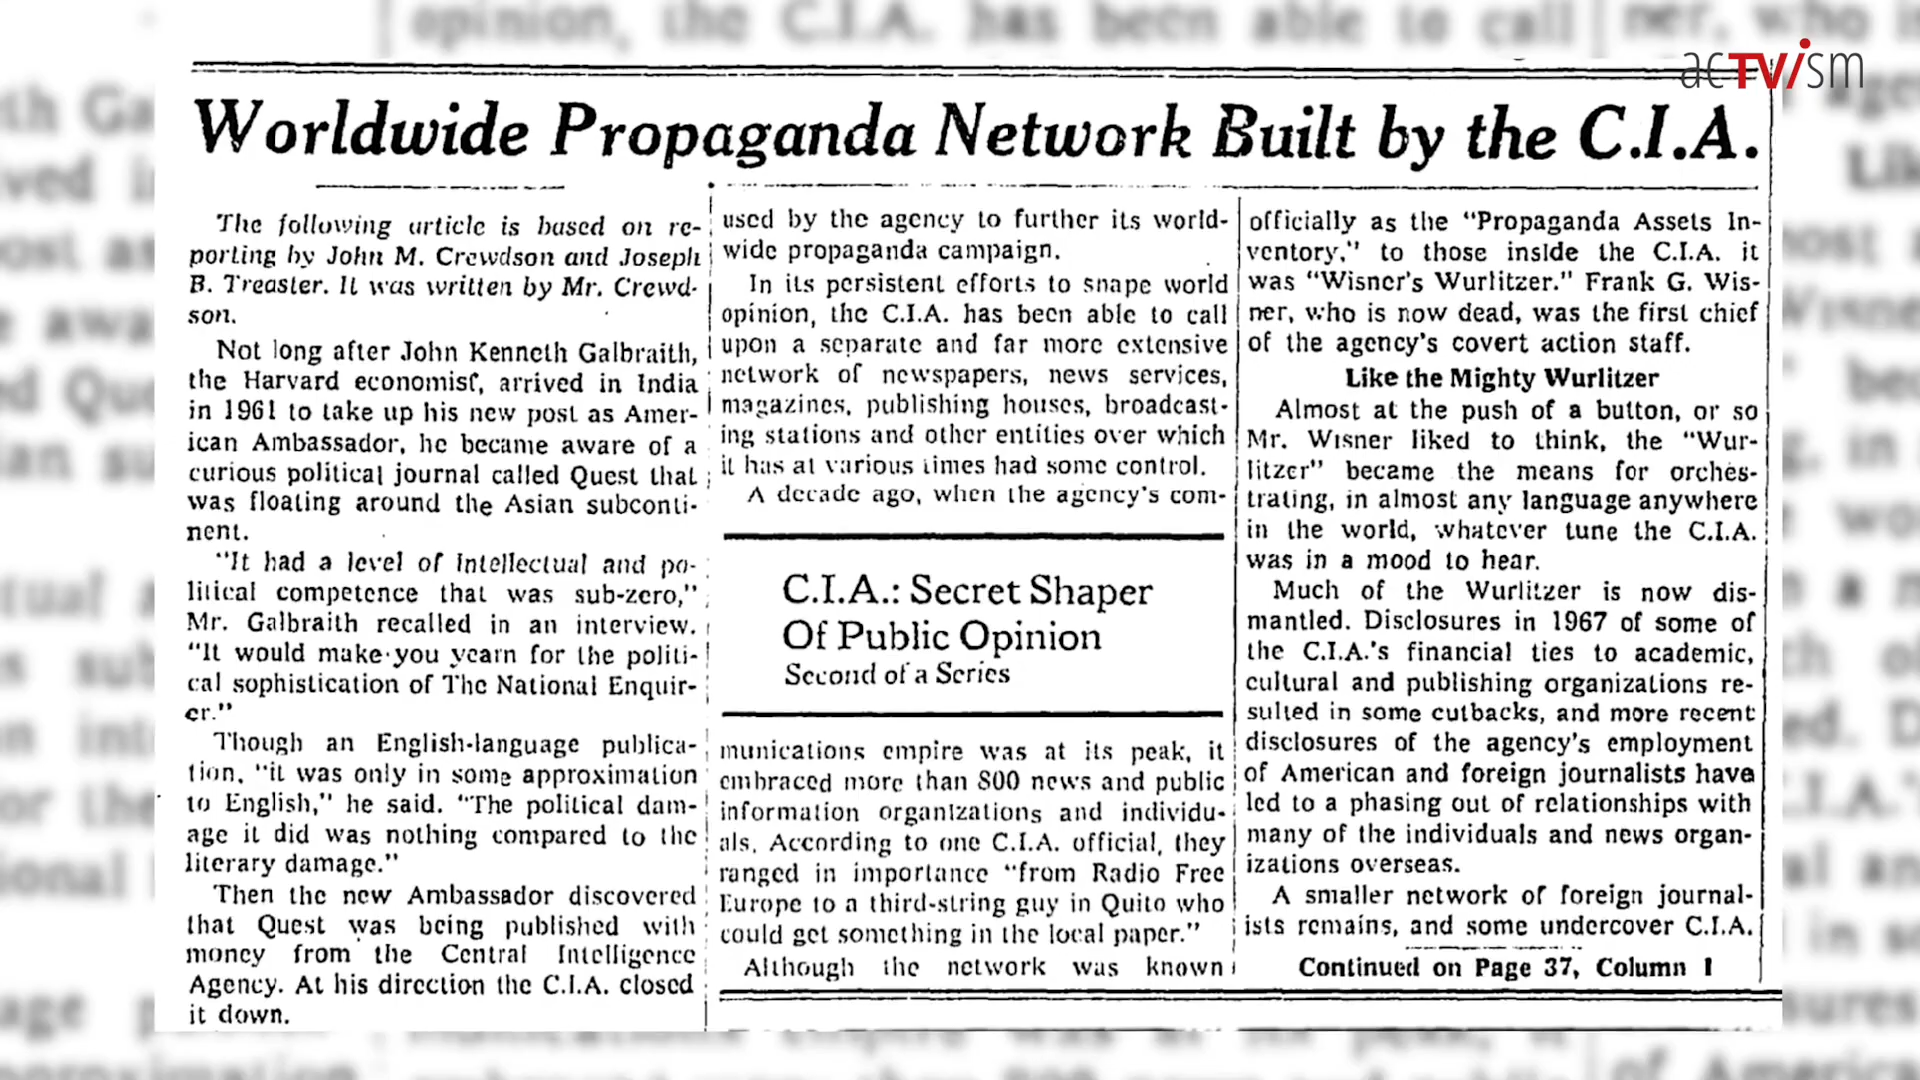 acTVism
Worldwide Propaganda Network Built by the C.I.A.
The following article is based on re-
porting by John M. Crewdson and Joseph
B. Treaster. It was written by Mr. Crewd-
son.
Not long after John Kenneth Galbraith,
the Harvard economist, arrived in India
in 1961 to take up his new post as Amer-
ican Ambassador, he became aware of a
curious political journal called Quest that
was floating around the Asian subconti-
nent.
"It had a level of intellectual and po-
litical competence that was sub-zero,"
Mr. Galbraith recalled in an interview.
"It would make you yearn for the politi-
cal sophistication of The National Enquir-
er."
Though an English-language publica-
tion, "it was only in some approximation
to English," he said. "The political dam-
age it did was nothing compared to the
literary damage."
Then the new Ambassador discovered
that Quest was being published with
money from the Central Intelligence
Agency. At his direction the C.I.A. closed
it down.
used by the agency to further its world-
wide propaganda campaign.
In its persistent efforts to snape world
opinion, the C.I.A. has been able to call
upon a separate and far more extensive
network of newspapers, news services,
magazines, publishing houses, broadcast-
ing stations and other entities over which
it has at various times had some control.
A decade ago, when the agency's com-
C.I.A.: Secret Shaper
Of Public Opinion
Second of a Series
munications empire was at its peak, it
embraced more than 800 news and public
information organizations and individu-
als. According to one C.I.A. official, they
ranged in importance "from Radio Free
Europe to a third-string guy in Quito who
could get something in the local paper."
Although the network was known
officially as the "Propaganda Assets In-
ventory," to those inside the C.I.A. it
was "Wisner's Wurlitzer." Frank G. Wis-
ner, who is now dead, was the first chief
of the agency's covert action staff.
Like the Mighty Wurlitzer
Almost at the push of a button, or so
Mr. Wisner liked to think, the "Wur-
litzer" became the means for orches-
trating, in almost any language anywhere
in the world, whatever tune the C.I.A.
was in a mood to hear.
Much of the Wurlitzer is now dis-
mantled. Disclosures in 1967 of some of
the C.I.A.'s financial ties to academic,
cultural and publishing organizations re-
sulted in some cutbacks, and more recent
disclosures of the agency's employment
of American and foreign journalists have
led to a phasing out of relationships with
many of the individuals and news organ-
izations overseas.
A smaller network of foreign journal-
ists remains, and some undercover C.I.A.
Continued on Page 37, Column 1